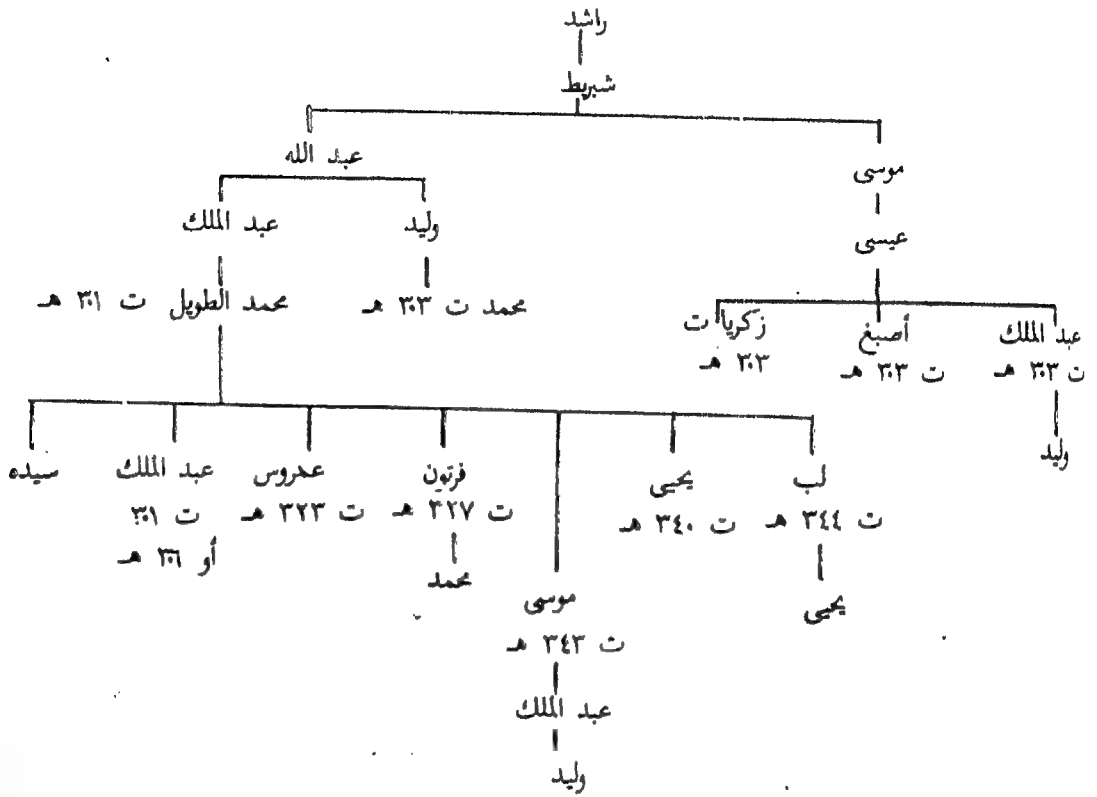 راشد
شبريط
عبد الله
موسى
وليد
عبد الملك
عيسى
محمد ت ٣٠٣ هـ
محمد الطويل ت ٣٠١ هـ
عبد الملك
ت ٣٠٣ هـ
أصبغ
ت ٣٠٣ هـ
زكريا ت
٣٠٣ هـ
وليد
لب
ت ٣٤٤ هـ
يحيى
يحيى
ت ٣٤٠ هـ
موسى
ت ٣٤٣ هـ
عبد الملك
وليد
فرتون
ت ٣٢٧ هـ
محمد
عمروس
ت ٣٢٣ هـ
عبد الملك
ت ٣٠١
أو ٣٠٦ هـ
سيده